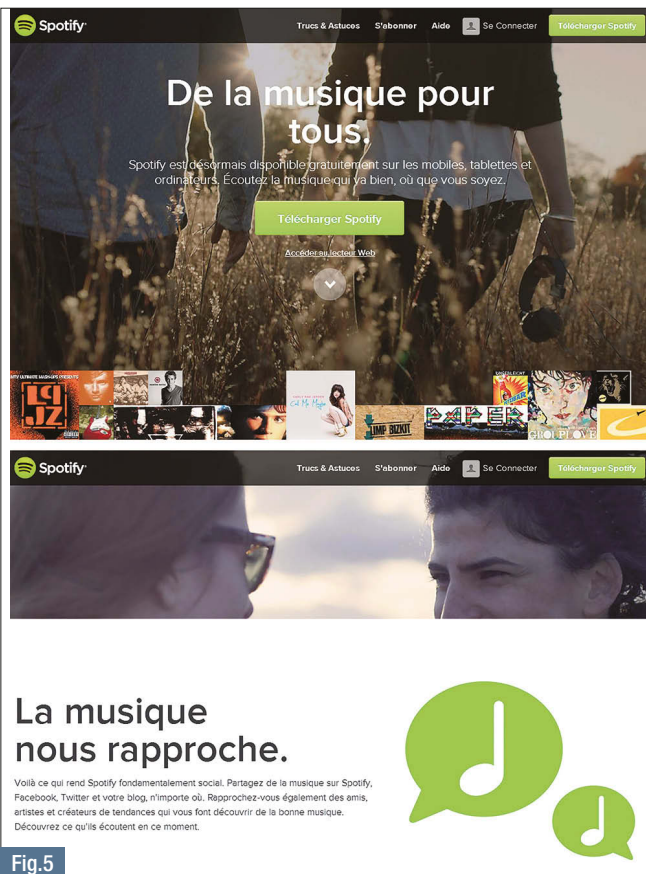 Spotify
Trucs & Astuces S'abonner Aide Se Connecter Télécharger Spotify
De la musique pour
tous.
Spotify est désormais disponible gratuitement sur les mobiles, tablettes et
ordinateurs. Écoutez la musique qui va bien, où que vous soyez.
Télécharger Spotify
Accéder au lecteur Web
LIMP BIZKIT
PAPER
GROUPLOVE
Spotify
Trucs & Astuces S'abonner Aide Se Connecter Télécharger Spotify
La musique
nous rapproche.
Voilà ce qui rend Spotify fondamentalement social. Partagez de la musique sur Spotify,
Facebook, Twitter et votre blog, n'importe où. Rapprochez-vous également des amis,
artistes et créateurs de tendances qui vous font découvrir de la bonne musique.
Découvrez ce qu'ils écoutent en ce moment.
Fig.5